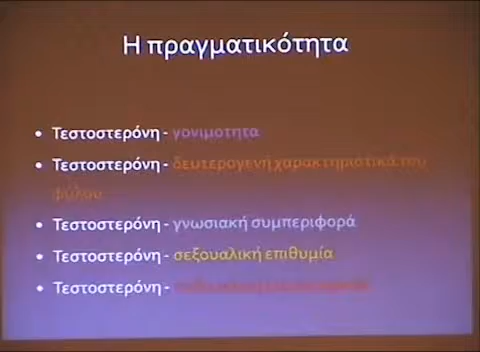 Η πραγματικότητα
• Τεστοστερόνη - γονιμοτητα
• Τεστοστερόνη - δευτερογενή χαρακτηριστικά του
φύλου
• Τεστοστερόνη - γνωσιακή συμπεριφορά
• Τεστοστερόνη - σεξουαλική επιθυμία
• Τεστοστερόνη -